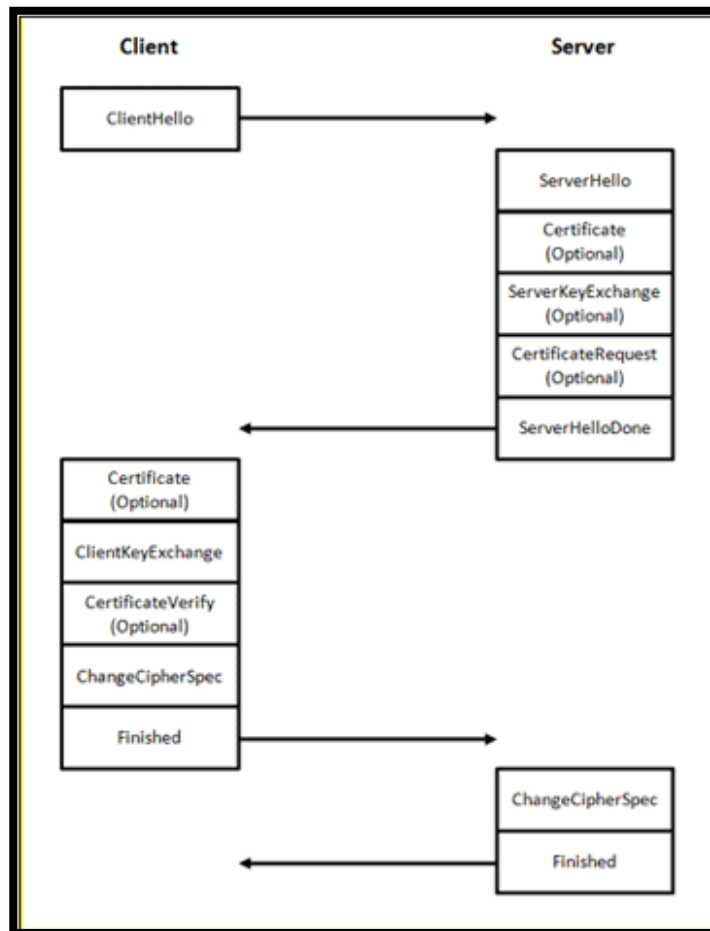 Client Server
ClientHello
ServerHello
Certificate
(Optional)
ServerKeyExchange
(Optional)
CertificateRequest
(Optional)
ServerHelloDone
Certificate
(Optional)
ClientKeyExchange
CertificateVerify
(Optional)
ChangeCipherSpec
Finished
ChangeCipherSpec
Finished